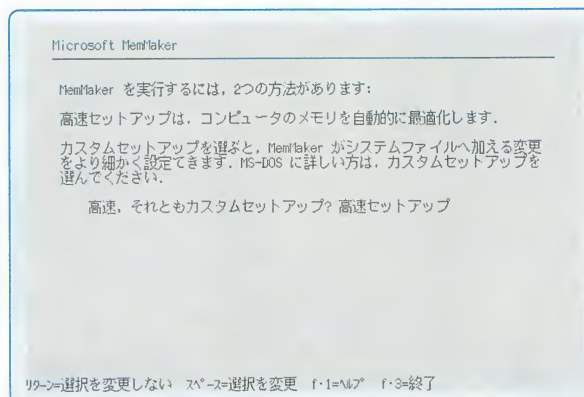 Microsoft MemMaker
MemMaker を実行するには，2つの方法があります：
高速セットアップは，コンピュータのメモリを自動的に最適化します．
カスタムセットアップを選ぶと，MemMaker がシステムファイルへ加える変更
をより細かく設定できます．MS-DOS に詳しい方は，カスタムセットアップを
選んでください．
高速，それともカスタムセットアップ? 高速セットアップ
ﾘﾀｰﾝ=選択を変更しない ｽﾍﾟｰｽ=選択を変更 f･1=ﾍﾙﾌﾟ f･3=終了